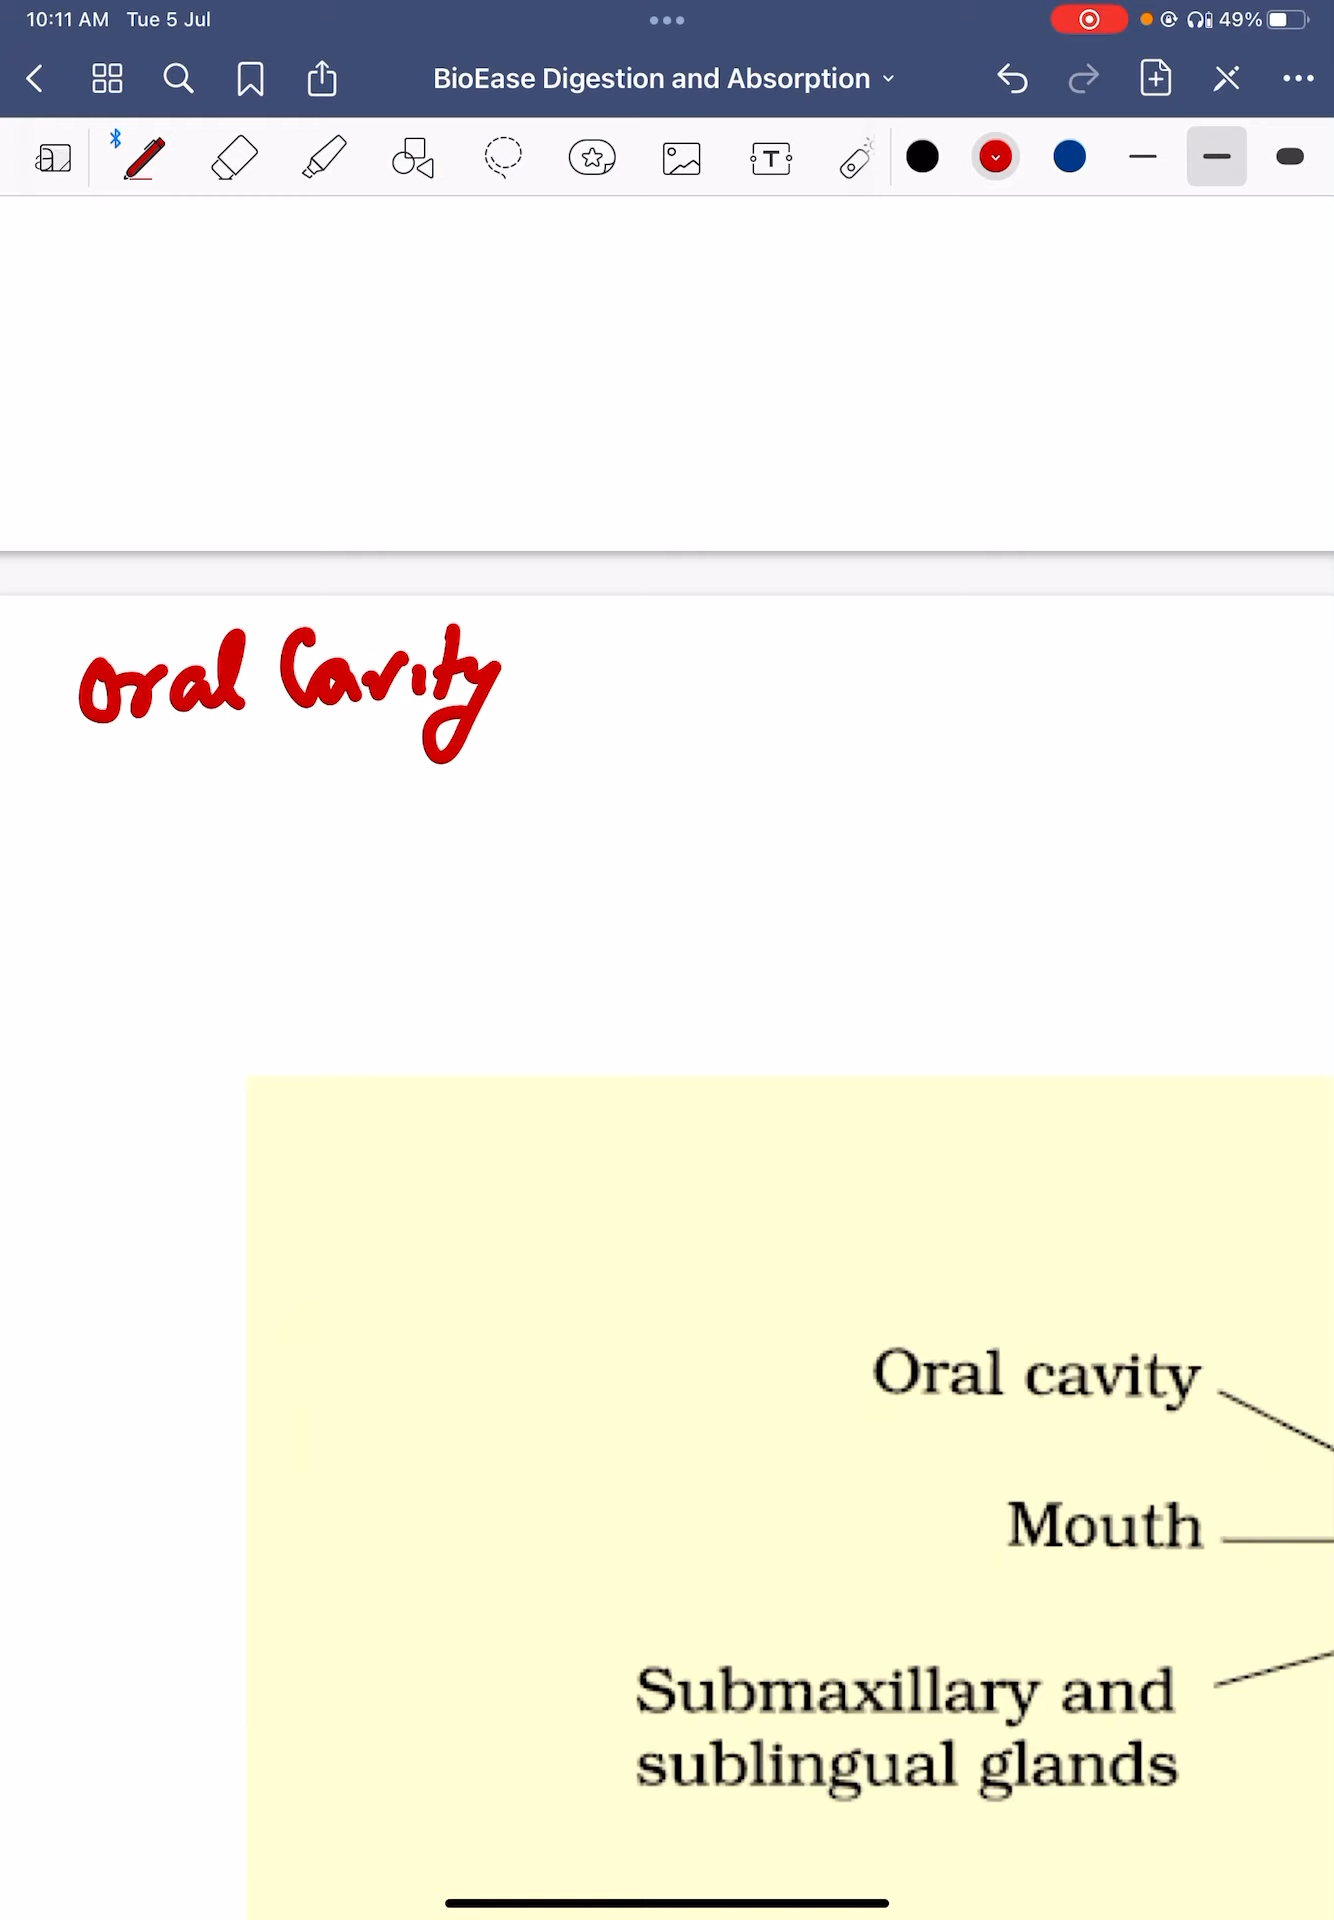 10:11 AM Tue 5 Jul
49%
BioEase Digestion and Absorption
Oral Cavity
Oral cavity
Mouth
Submaxillary and
sublingual glands